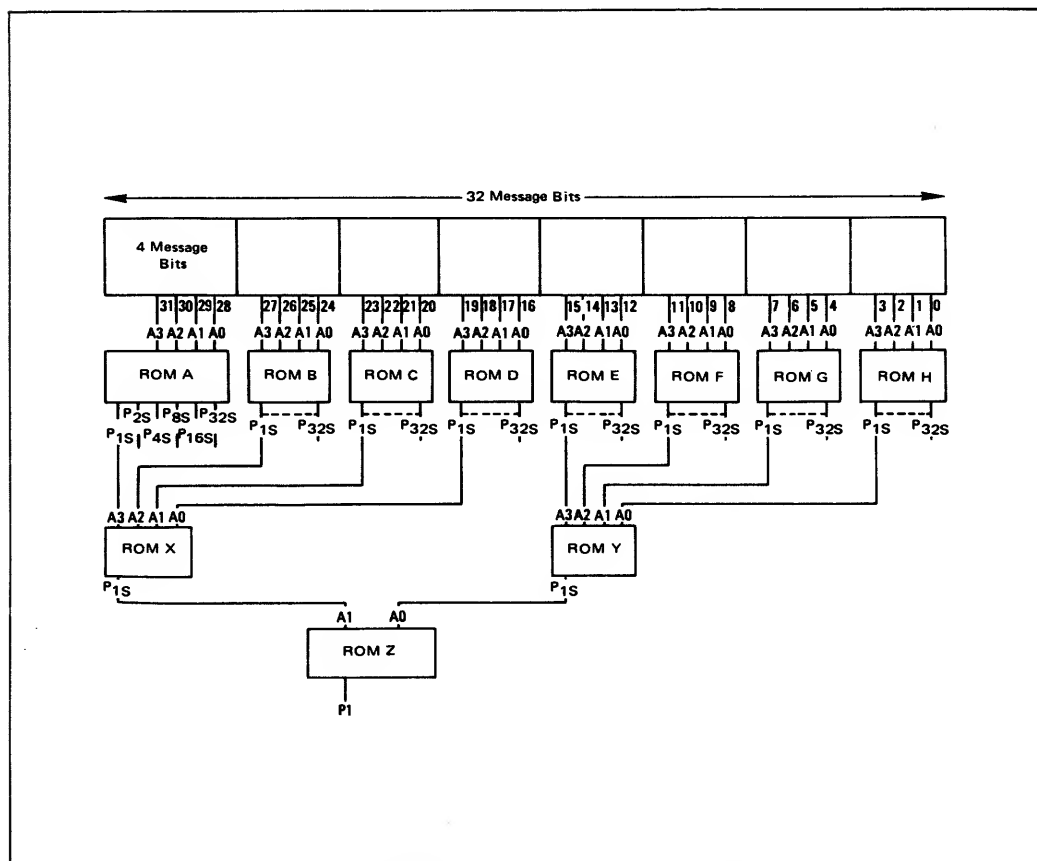 32 Message Bits
4 Message
Bits
31 30 29 28 27 26 25 24 23 22 21 20 19 18 17 16 15 14 13 12 11 10 9 8 7 6 5 4 3 2 1 0
A3 A2 A1 A0 A3 A2 A1 A0 A3 A2 A1 A0 A3 A2 A1 A0 A3 A2 A1 A0 A3 A2 A1 A0 A3 A2 A1 A0 A3 A2 A1 A0
ROM A ROM B ROM C ROM D ROM E ROM F ROM G ROM H
P2S P8S P32S
P1S P4S P16S
P1S P32S P1S P32S P1S P32S P1S P32S P1S P32S P1S P32S P1S P32S
A3 A2 A1 A0 A3 A2 A1 A0
ROM X ROM Y
P1S P1S
A1 A0
ROM Z
P1